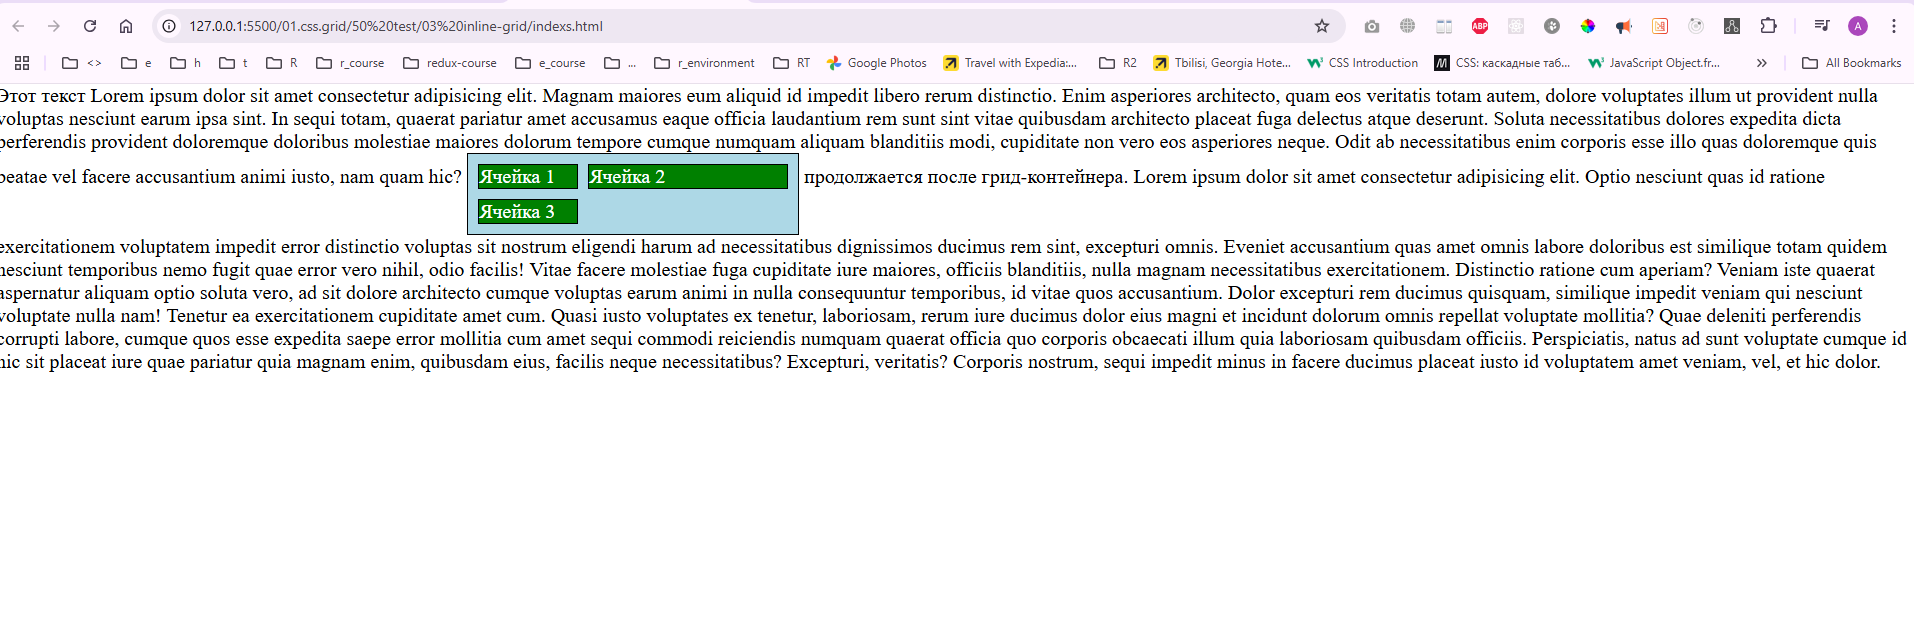 127.0.0.1:5500/01.css.grid/50%20test/03%20inline-grid/indexs.html
ABP
A
<> e h t R r_course redux-course e_course ... r_environment RT Google Photos Travel with Expedia:... R2 Tbilisi, Georgia Hote... CSS Introduction M CSS: каскадные таб... JavaScript Object.fr... » All Bookmarks
Этот текст Lorem ipsum dolor sit amet consectetur adipisicing elit. Magnam maiores eum aliquid id impedit libero rerum distinctio. Enim asperiores architecto, quam eos veritatis totam autem, dolore voluptates illum ut provident nulla
voluptas nesciunt earum ipsa sint. In sequi totam, quaerat pariatur amet accusamus eaque officia laudantium rem sunt sint vitae quibusdam architecto placeat fuga delectus atque deserunt. Soluta necessitatibus dolores expedita dicta
perferendis provident doloremque doloribus molestiae maiores dolorum tempore cumque numquam aliquam blanditiis modi, cupiditate non vero eos asperiores neque. Odit ab necessitatibus enim corporis esse illo quas doloremque quis
beatae vel facere accusantium animi iusto, nam quam hic? Ячейка 1 Ячейка 2 продолжается после грид-контейнера. Lorem ipsum dolor sit amet consectetur adipisicing elit. Optio nesciunt quas id ratione
Ячейка 3
exercitationem voluptatem impedit error distinctio voluptas sit nostrum eligendi harum ad necessitatibus dignissimos ducimus rem sint, excepturi omnis. Eveniet accusantium quas amet omnis labore doloribus est similique totam quidem
nesciunt temporibus nemo fugit quae error vero nihil, odio facilis! Vitae facere molestiae fuga cupiditate iure maiores, officiis blanditiis, nulla magnam necessitatibus exercitationem. Distinctio ratione cum aperiam? Veniam iste quaerat
aspernatur aliquam optio soluta vero, ad sit dolore architecto cumque voluptas earum animi in nulla consequuntur temporibus, id vitae quos accusantium. Dolor excepturi rem ducimus quisquam, similique impedit veniam qui nesciunt
voluptate nulla nam! Tenetur ea exercitationem cupiditate amet cum. Quasi iusto voluptates ex tenetur, laboriosam, rerum iure ducimus dolor eius magni et incidunt dolorum omnis repellat voluptate mollitia? Quae deleniti perferendis
corrupti labore, cumque quos esse expedita saepe error mollitia cum amet sequi commodi reiciendis numquam quaerat officia quo corporis obcaecati illum quia laboriosam quibusdam officiis. Perspiciatis, natus ad sunt voluptate cumque id
hic sit placeat iure quae pariatur quia magnam enim, quibusdam eius, facilis neque necessitatibus? Excepturi, veritatis? Corporis nostrum, sequi impedit minus in facere ducimus placeat iusto id voluptatem amet veniam, vel, et hic dolor.